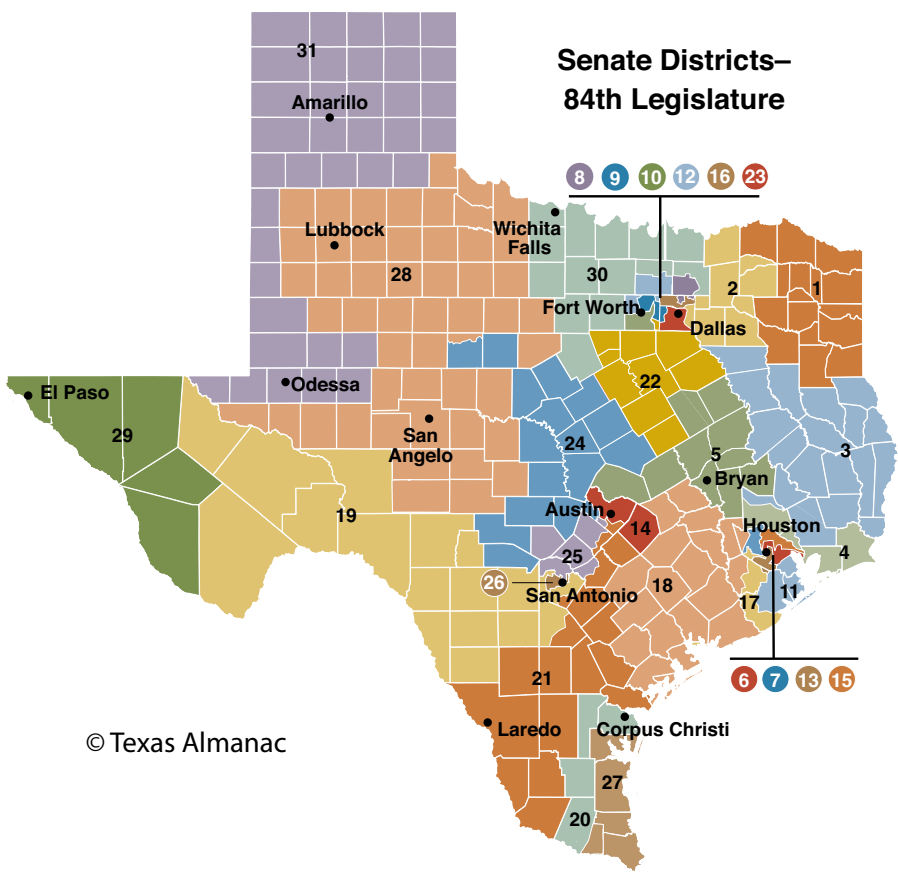 Senate Districts–
84th Legislature
31
Amarillo
8 9 10 12 16 23
Lubbock
28
Wichita
Falls
30
2
1
Fort Worth
Dallas
El Paso
Odessa
29
22
San
Angelo
24
3
5
Bryan
19
Austin
14
Houston
4
25
26
San Antonio
18
17
11
21
6 7 13 15
Laredo
Corpus Christi
© Texas Almanac
27
20